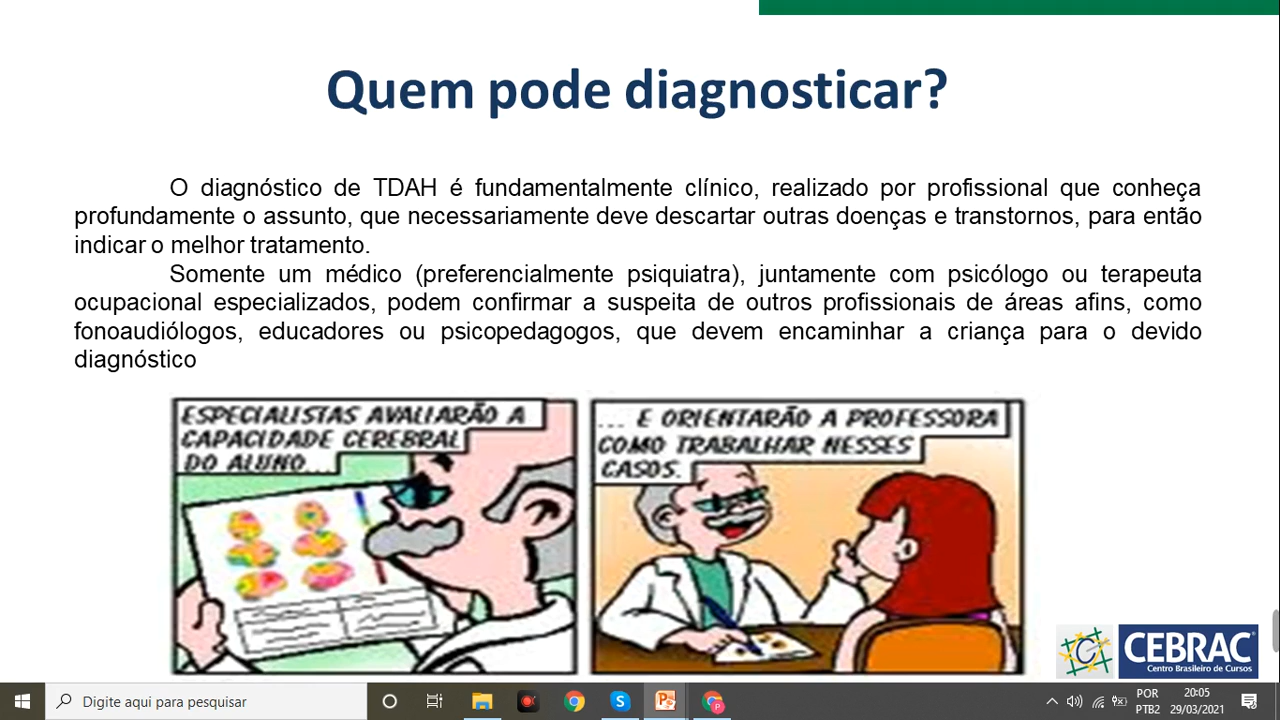 Quem pode diagnosticar?
O diagnóstico de TDAH é fundamentalmente clínico, realizado por profissional que conheça
profundamente o assunto, que necessariamente deve descartar outras doenças e transtornos, para então
indicar o melhor tratamento.
Somente um médico (preferencialmente psiquiatra), juntamente com psicólogo ou terapeuta
ocupacional especializados, podem confirmar a suspeita de outros profissionais de áreas afins, como
fonoaudiólogos, educadores ou psicopedagogos, que devem encaminhar a criança para o devido
diagnóstico
ESPECIALISTAS AVALIARÃO A
CAPACIDADE CEREBRAL
DO ALUNO...
... E ORIENTARÃO A PROFESSORA
COMO TRABALHAR NESSES
CASOS.
CEBRAC
Centro Brasileiro de Cursos
Digite aqui para pesquisar
POR
PTB2
20:05
29/03/2021